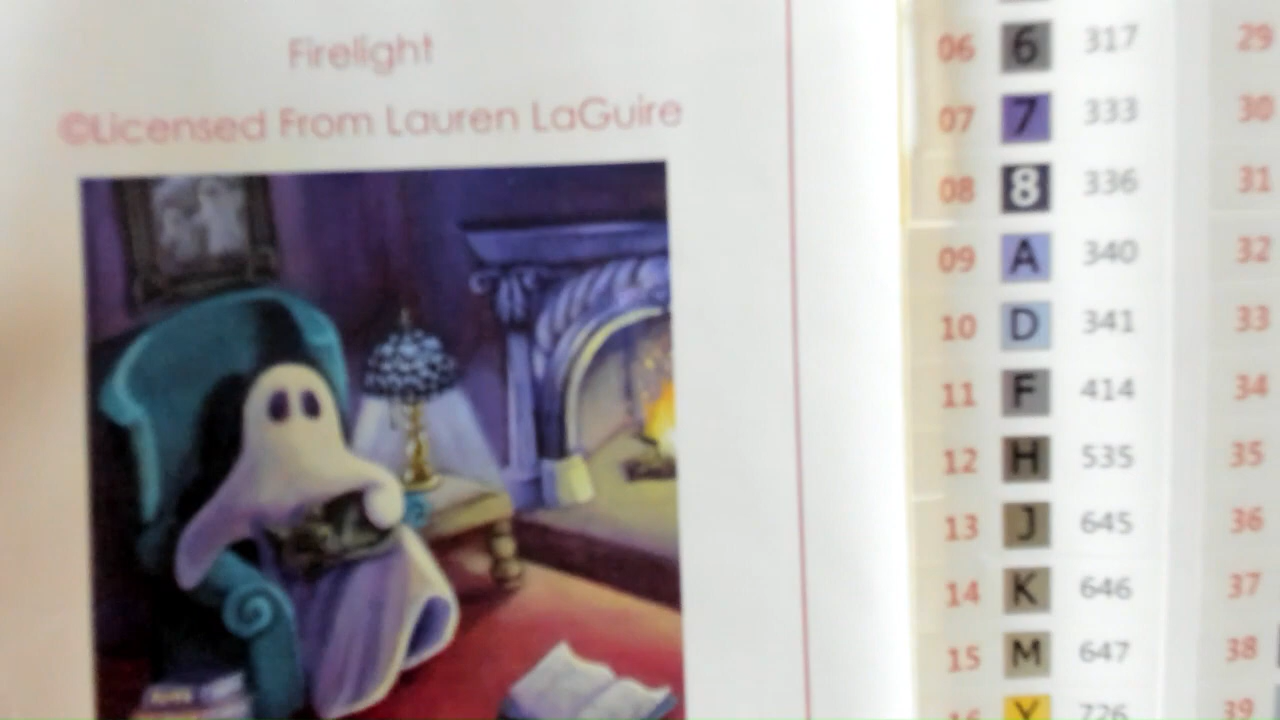 Firelight
©Licensed From Lauren LaGuire
06 6 317 29
07 7 333 30
08 8 336 31
09 A 340 32
10 D 341 33
11 F 414 34
12 H 535 35
13 J 645 36
14 K 646 37
15 M 647 38
16 Y 726 39